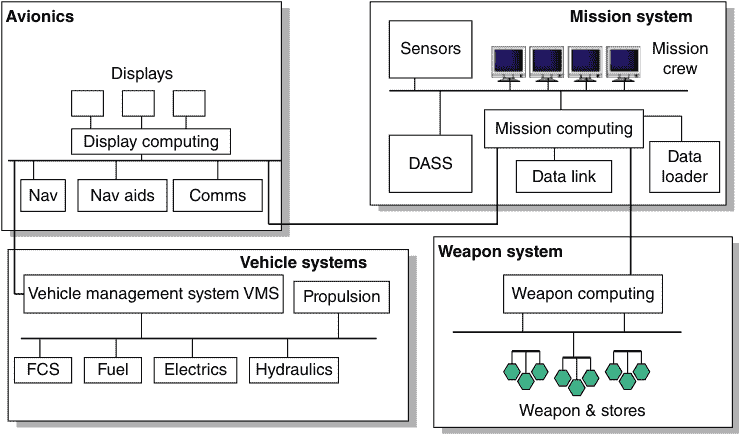 Avionics
Displays
Display computing
Nav
Nav aids
Comms
Mission system
Sensors
Mission
crew
Mission computing
DASS
Data link
Data
loader
Vehicle systems
Vehicle management system VMS
Propulsion
FCS
Fuel
Electrics
Hydraulics
Weapon system
Weapon computing
Weapon & stores